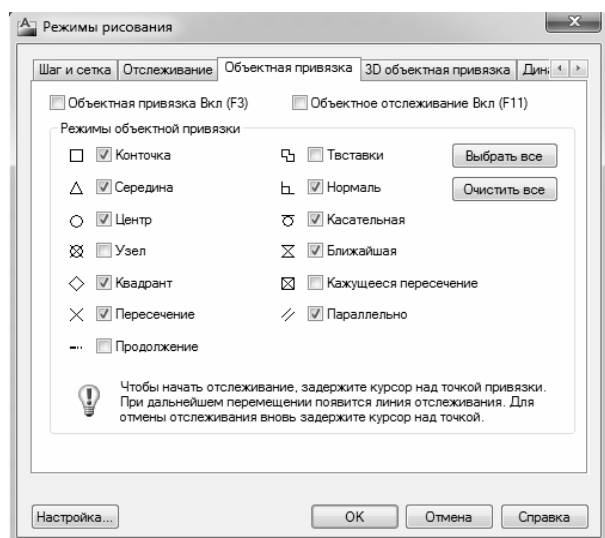 Режимы рисования
Шаг и сетка Отслеживание Объектная привязка 3D объектная привязка Дин
Объектная привязка Вкл (F3) Объектное отслеживание Вкл (F11)
Режимы объектной привязки
Конточка Твставки Выбрать все
Середина Нормаль Очистить все
Центр Касательная
Узел Ближайшая
Квадрант Кажущееся пересечение
Пересечение Параллельно
Продолжение
Чтобы начать отслеживание, задержите курсор над точкой привязки.
При дальнейшем перемещении появится линия отслеживания. Для
отмены отслеживания вновь задержите курсор над точкой.
Настройка... ОК Отмена Справка